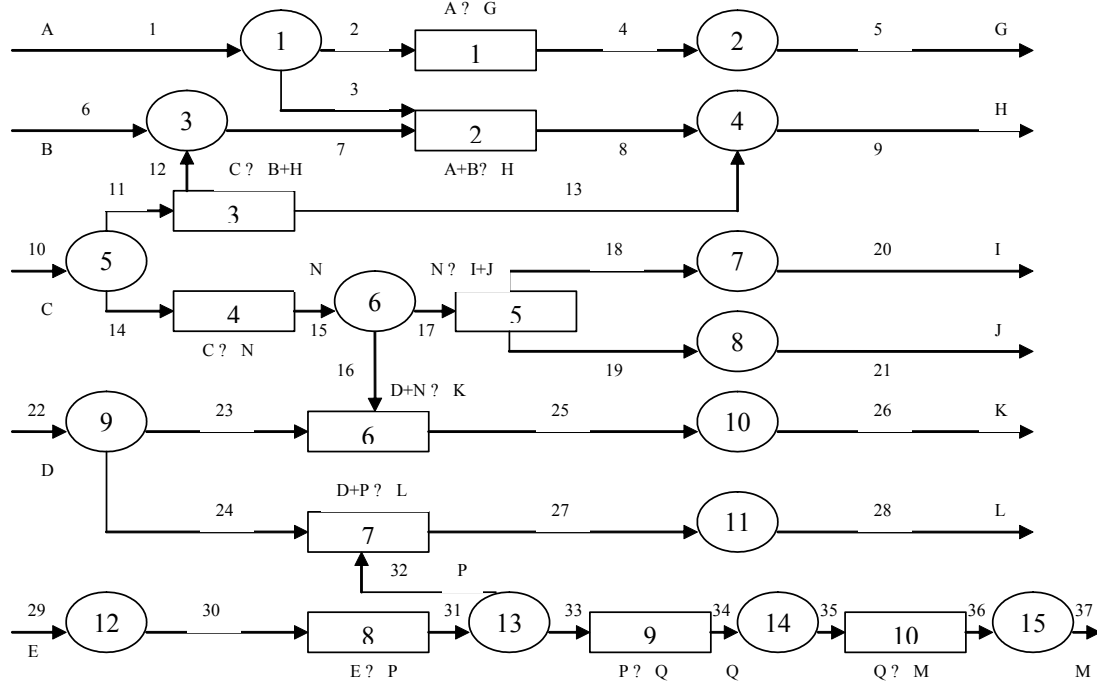 A ? G
A 1 1 2 1 4 2 5 G
3
6 3 2 4 H
B 7 8 9
12 C ? B+H A+B? H
11 3 13
10 5 N N ? I+J 18 7 20 I
C 4 6 5
14 15 17
C ? N 8 J
16 19 21
D+N ? K
22 9 23 6 25 10 26 K
D
D+P ? L
24 7 27 11 28 L
32 P
29 12 30 8 31 13 33 9 34 14 35 10 36 15 37
E
E ? P P ? Q Q Q ? M M